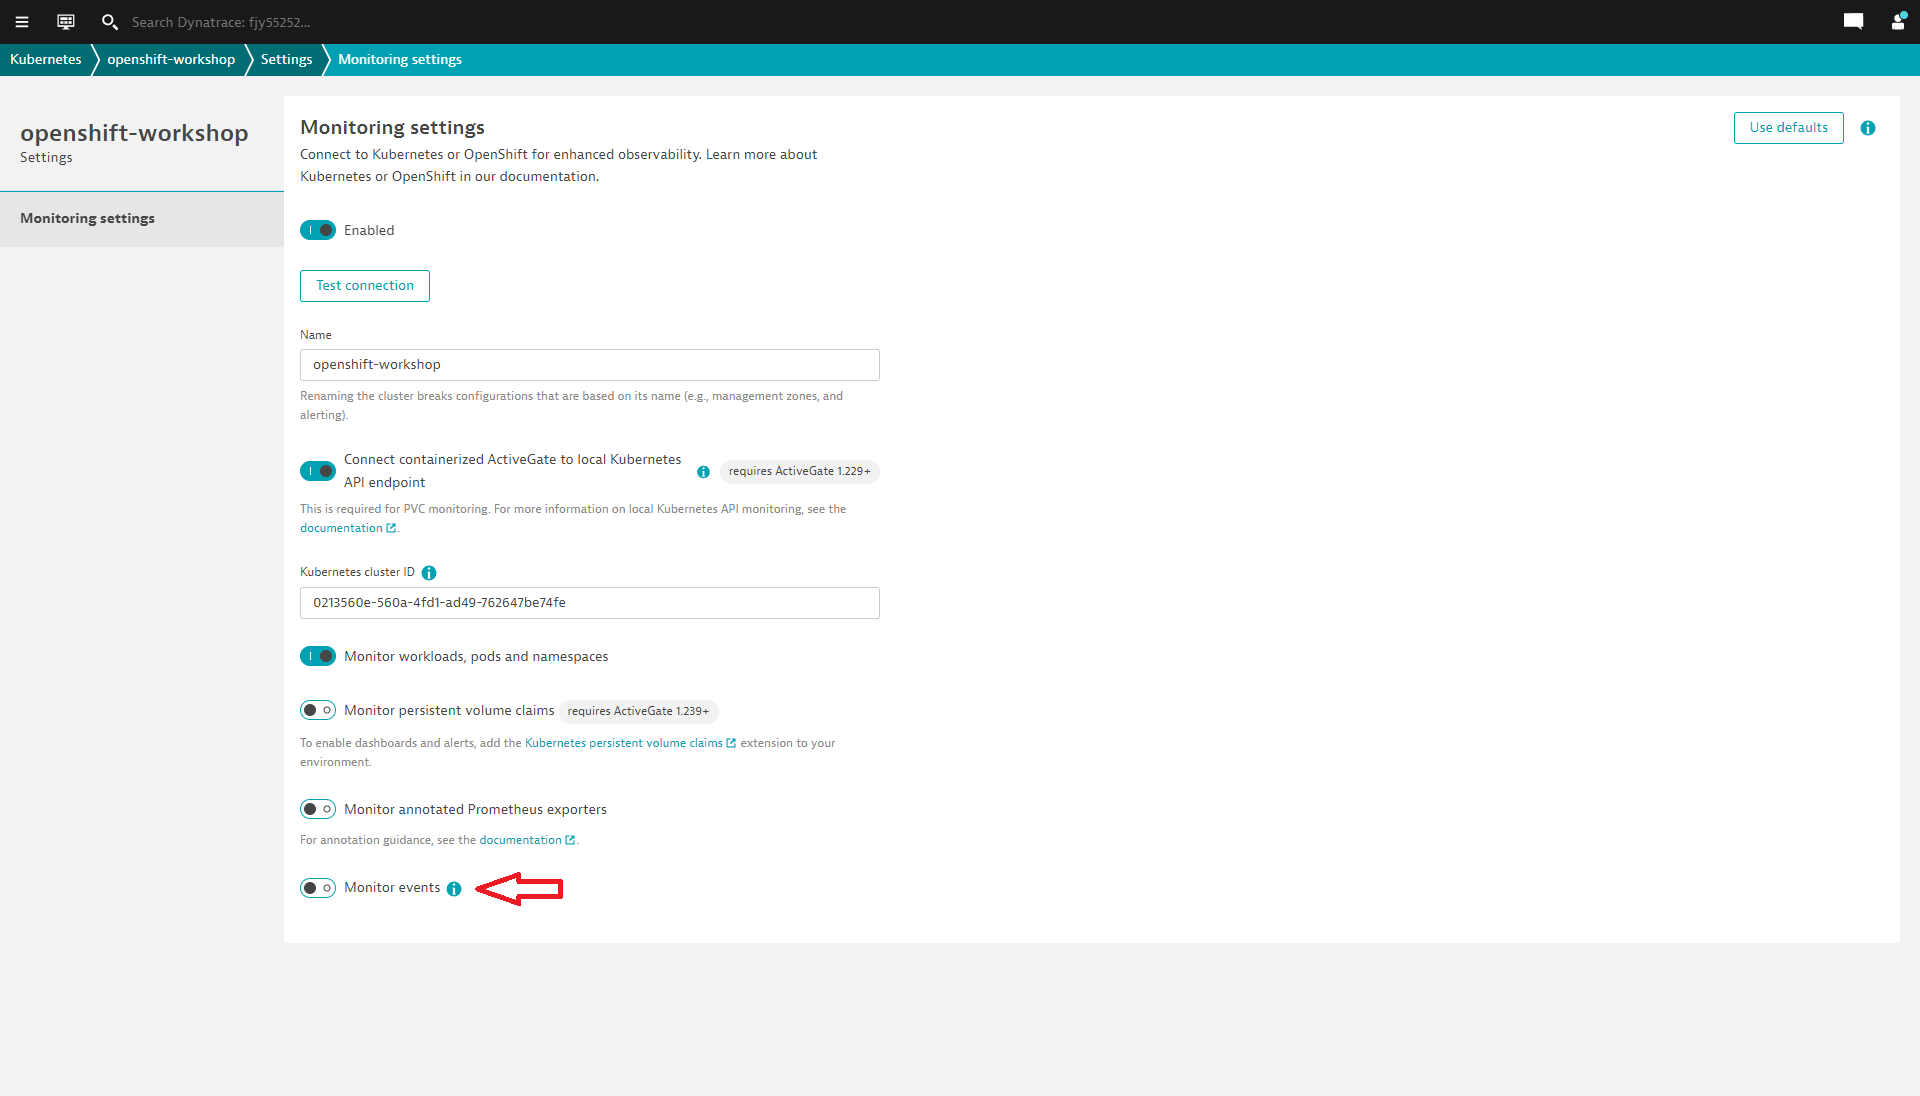 Search Dynatrace: fjy55252...
Kubernetes
openshift-workshop
Settings
Monitoring settings
openshift-workshop
Settings
Monitoring settings
Monitoring settings
Use defaults
Connect to Kubernetes or OpenShift for enhanced observability. Learn more about
Kubernetes or OpenShift in our documentation.
Enabled
Test connection
Name
openshift-workshop
Renaming the cluster breaks configurations that are based on its name (e.g., management zones, and
alerting).
Connect containerized ActiveGate to local Kubernetes
API endpoint
requires ActiveGate 1.229+
This is required for PVC monitoring. For more information on local Kubernetes API monitoring, see the
documentation.
Kubernetes cluster ID
0213560e-560a-4fd1-ad49-762647be74fe
Monitor workloads, pods and namespaces
Monitor persistent volume claims
requires ActiveGate 1.239+
To enable dashboards and alerts, add the Kubernetes persistent volume claims extension to your
environment.
Monitor annotated Prometheus exporters
For annotation guidance, see the documentation.
Monitor events